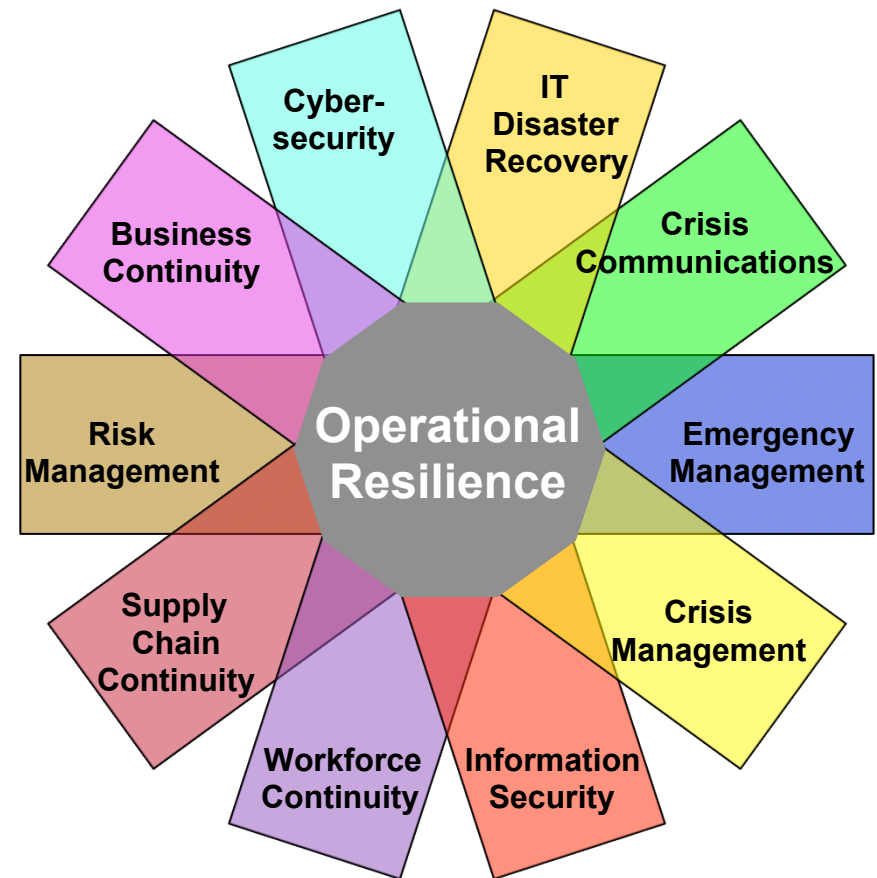 Cyber-
security
IT
Disaster
Recovery
Crisis
Communications
Emergency
Management
Crisis
Management
Information
Security
Workforce
Continuity
Supply
Chain
Continuity
Risk
Management
Business
Continuity
Operational
Resilience